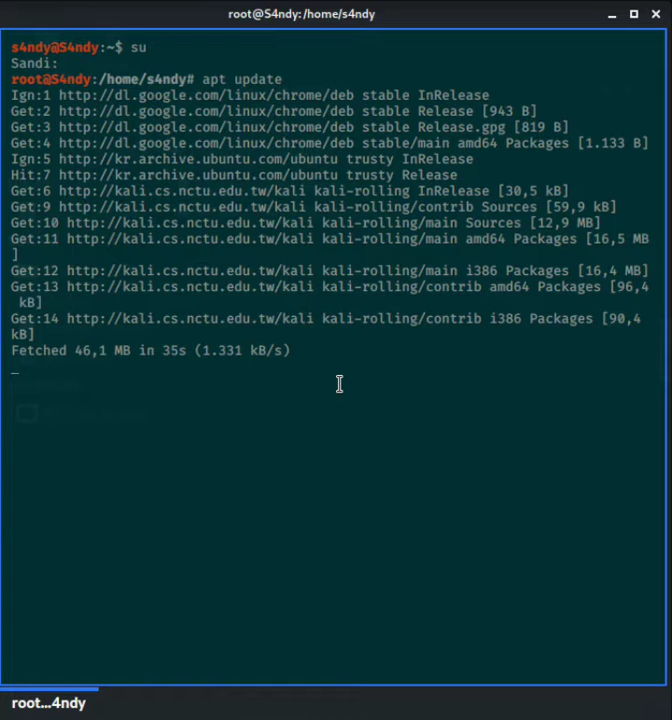 root@S4ndy:/home/s4ndy
s4ndy@S4ndy:~$ su
Sandi:
root@S4ndy:/home/s4ndy# apt update
Ign:1 http://dl.google.com/linux/chrome/deb stable InRelease
Get:2 http://dl.google.com/linux/chrome/deb stable Release [943 B]
Get:3 http://dl.google.com/linux/chrome/deb stable Release.gpg [819 B]
Get:4 http://dl.google.com/linux/chrome/deb stable/main amd64 Packages [1.133 B]
Ign:5 http://kr.archive.ubuntu.com/ubuntu trusty InRelease
Hit:7 http://kr.archive.ubuntu.com/ubuntu trusty Release
Get:6 http://kali.cs.nctu.edu.tw/kali kali-rolling InRelease [30,5 kB]
Get:9 http://kali.cs.nctu.edu.tw/kali kali-rolling/contrib Sources [59,9 kB]
Get:10 http://kali.cs.nctu.edu.tw/kali kali-rolling/main Sources [12,9 MB]
Get:11 http://kali.cs.nctu.edu.tw/kali kali-rolling/main amd64 Packages [16,5 MB
]
Get:12 http://kali.cs.nctu.edu.tw/kali kali-rolling/main i386 Packages [16,4 MB]
Get:13 http://kali.cs.nctu.edu.tw/kali kali-rolling/contrib amd64 Packages [96,4
 kB]
Get:14 http://kali.cs.nctu.edu.tw/kali kali-rolling/contrib i386 Packages [90,4
kB]
Fetched 46,1 MB in 35s (1.331 kB/s)
_
root...4ndy